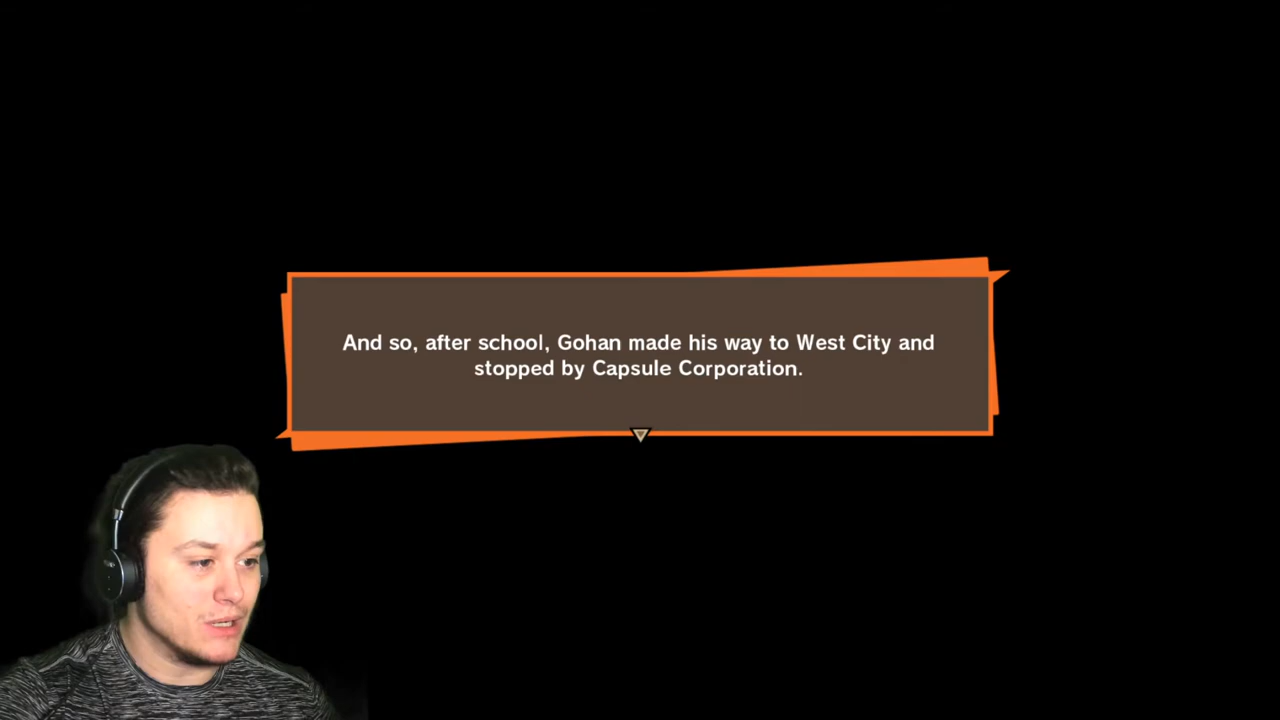 And so, after school, Gohan made his way to West City and
stopped by Capsule Corporation.